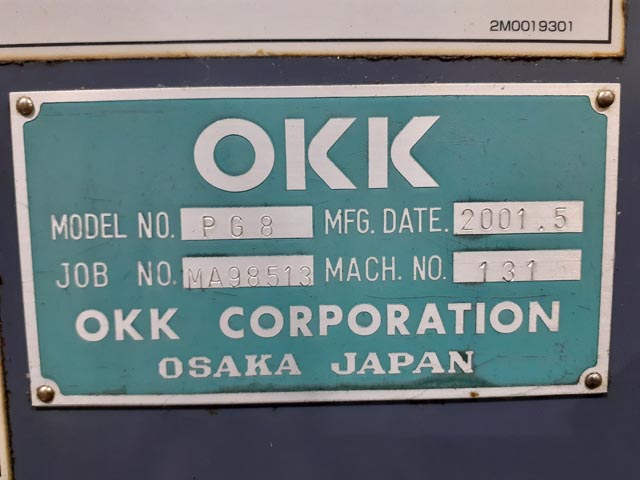 2M0019301
OKK
MODEL NO. PG8 MFG. DATE. 2001.5
JOB NO. MA98513 MACH. NO. 131
OKK CORPORATION
OSAKA JAPAN